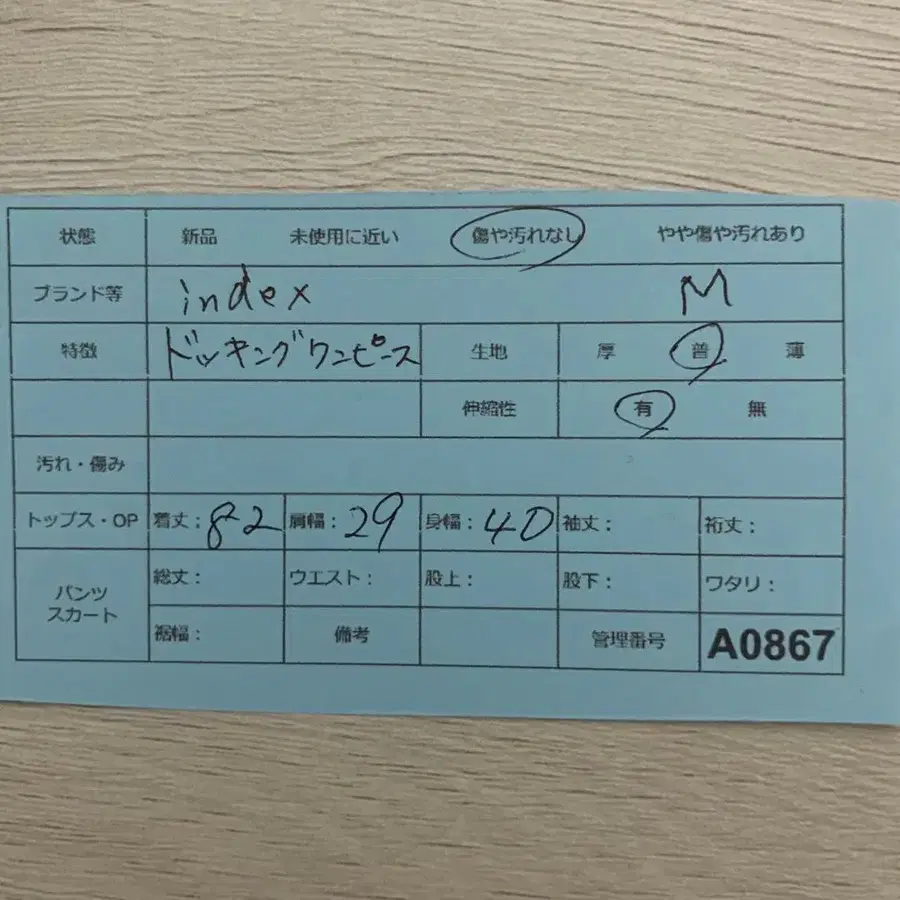 状態 新品 未使用に近い 傷や汚れなし やや傷や汚れあり
ブランド等 index M
特徴 ドッキングワンピース 生地 厚 普 薄
伸縮性 有 無
汚れ・傷み
トップス・OP 着丈： 82 肩幅： 29 身幅： 40 袖丈： 裄丈：
パンツ スカート 総丈： ウエスト： 股上： 股下： ワタリ：
裾幅： 備考 管理番号 A0867